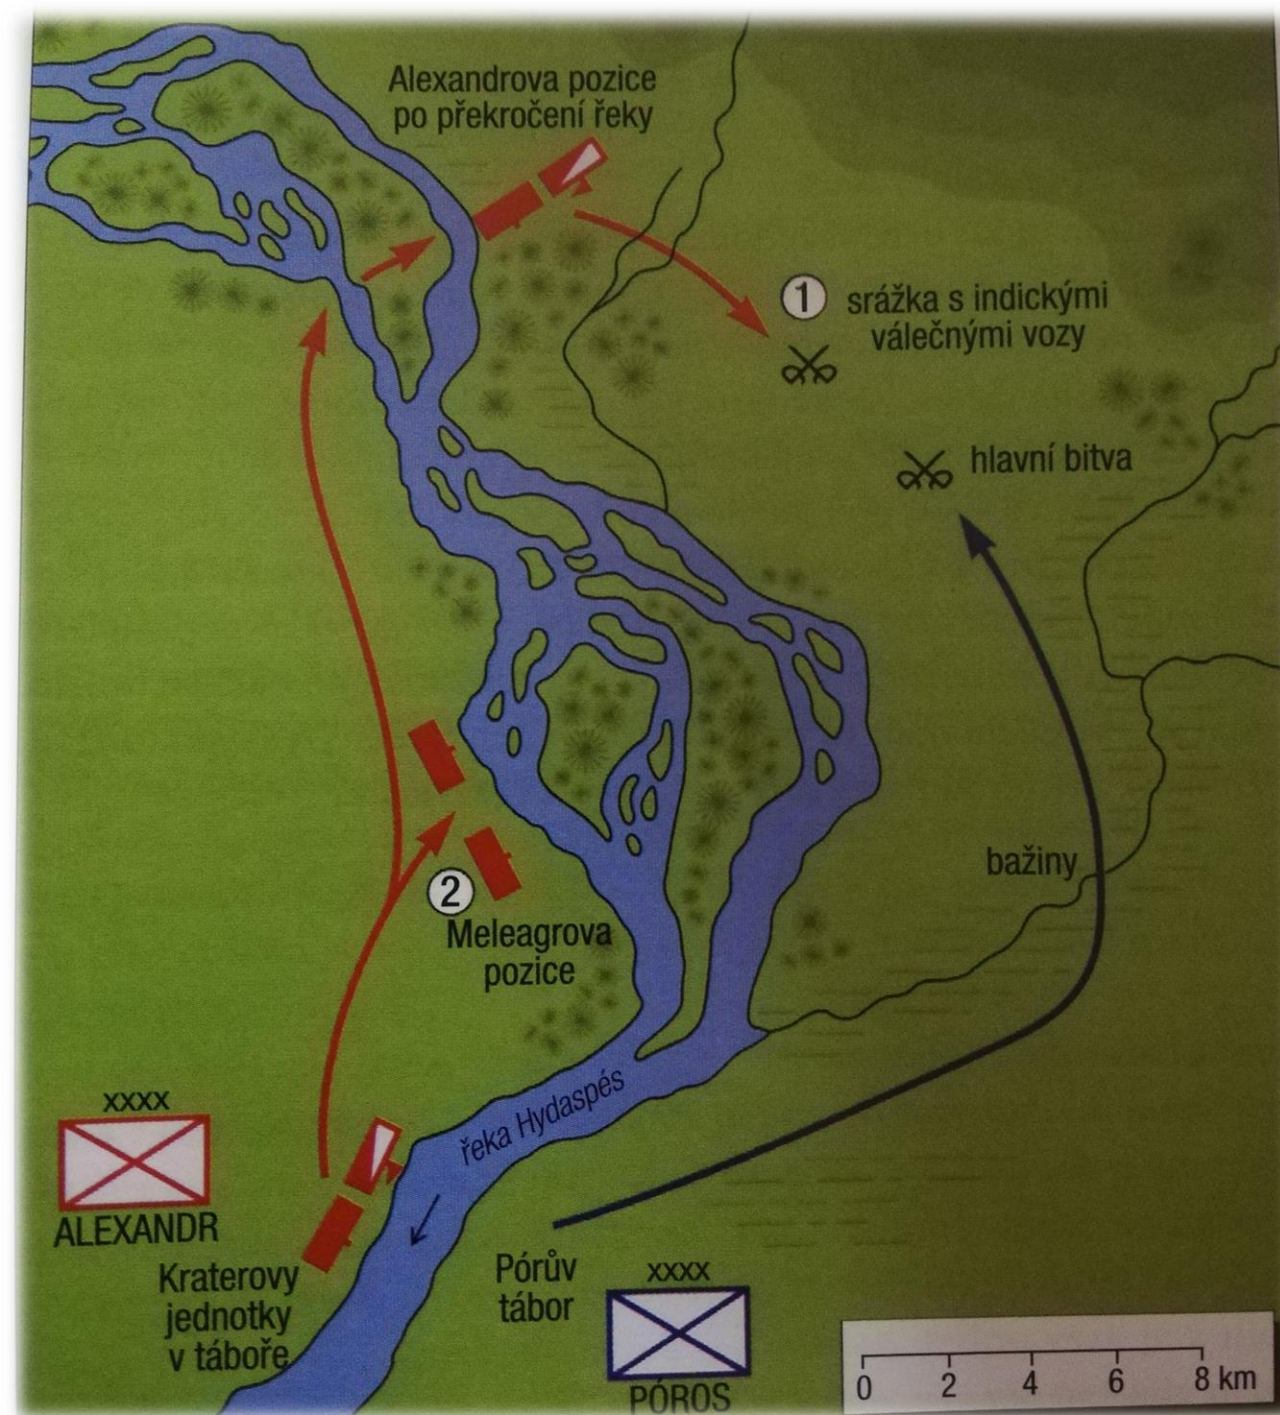 Alexandrova pozice
po překročení řeky
1
srážka s indickými
válečnými vozy
hlavní bitva
bažiny
2
Meleagrova
pozice
řeka Hydaspés
xxxx
ALEXANDR
Kraterovy
jednotky
v táboře
Pórův
tábor
xxxx
PÓROS
0 2 4 6 8 km